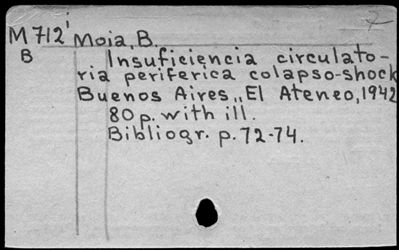 M712' Moia, B.
B Insuficiencia circulato-
ria periferica colapso-shock
Buenos Aires,, El Ateneo, 1942
80 p. with ill.
Bibliogr. p. 72-74.